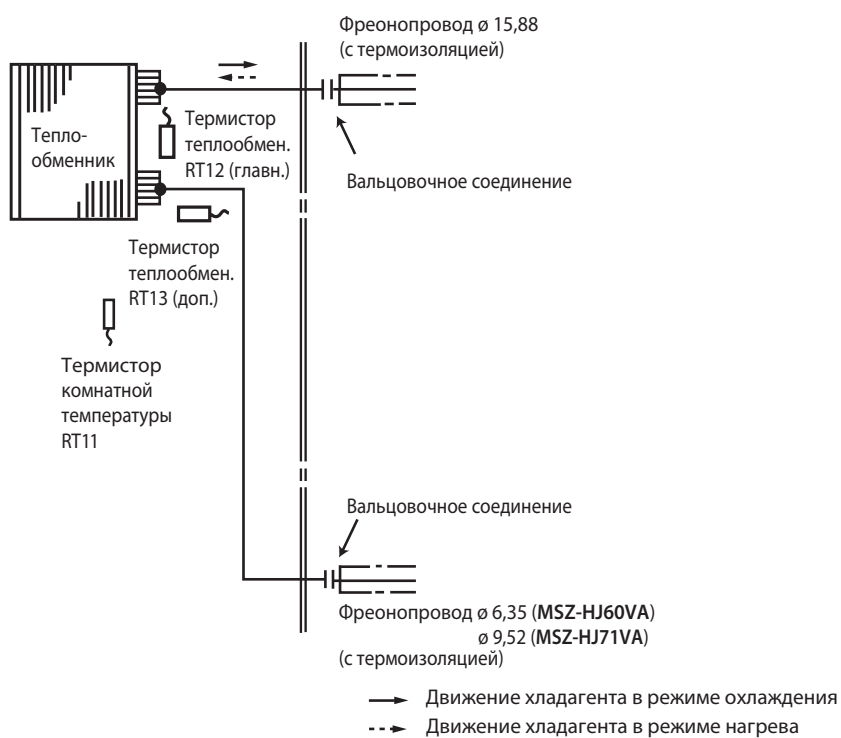 Фреонопровод ø 15,88
(с термоизоляцией)
Тепло-
обменник
Термистор
теплообмен.
RT12 (главн.)
Вальцовочное соединение
Термистор
теплообмен.
RT13 (доп.)
Термистор
комнатной
температуры
RT11
Вальцовочное соединение
Фреонопровод ø 6,35 (MSZ-HJ60VA)
ø 9,52 (MSZ-HJ71VA)
(с термоизоляцией)
Движение хладагента в режиме охлаждения
Движение хладагента в режиме нагрева